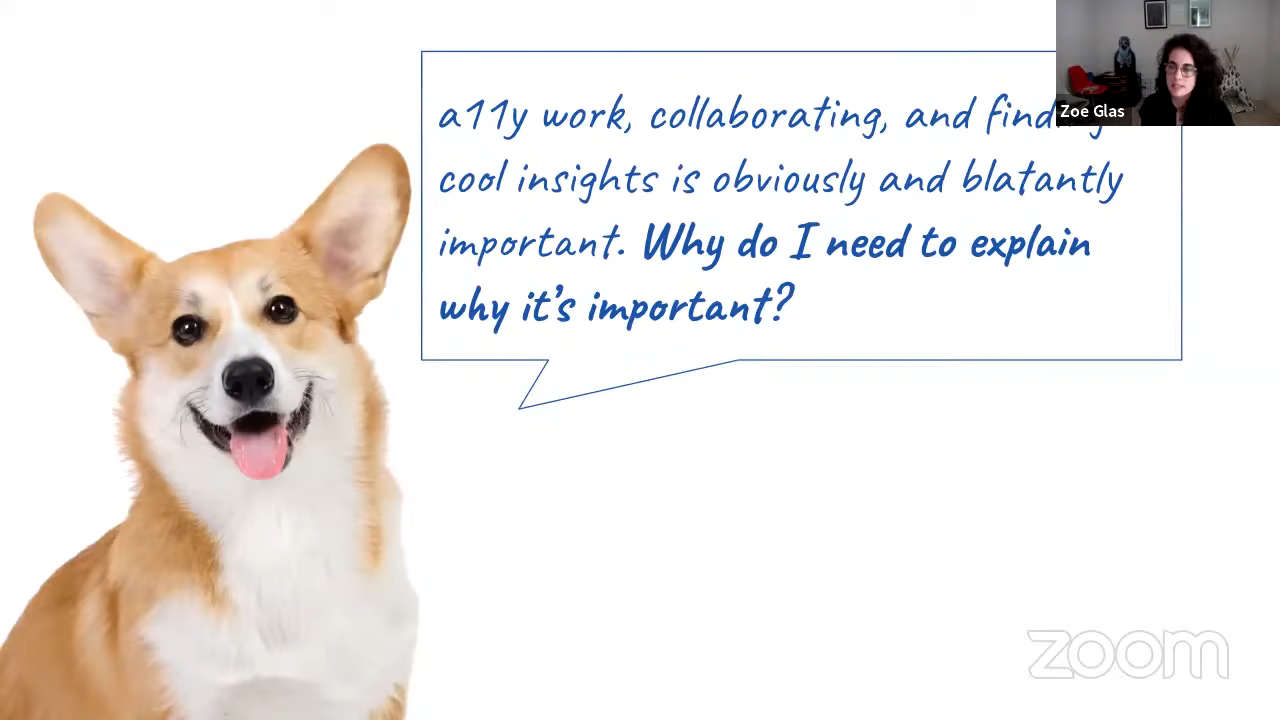 a11y work, collaborating, and finding
cool insights is obviously and blatantly
important. Why do I need to explain
why it's important?
Zoe Glas
zoom